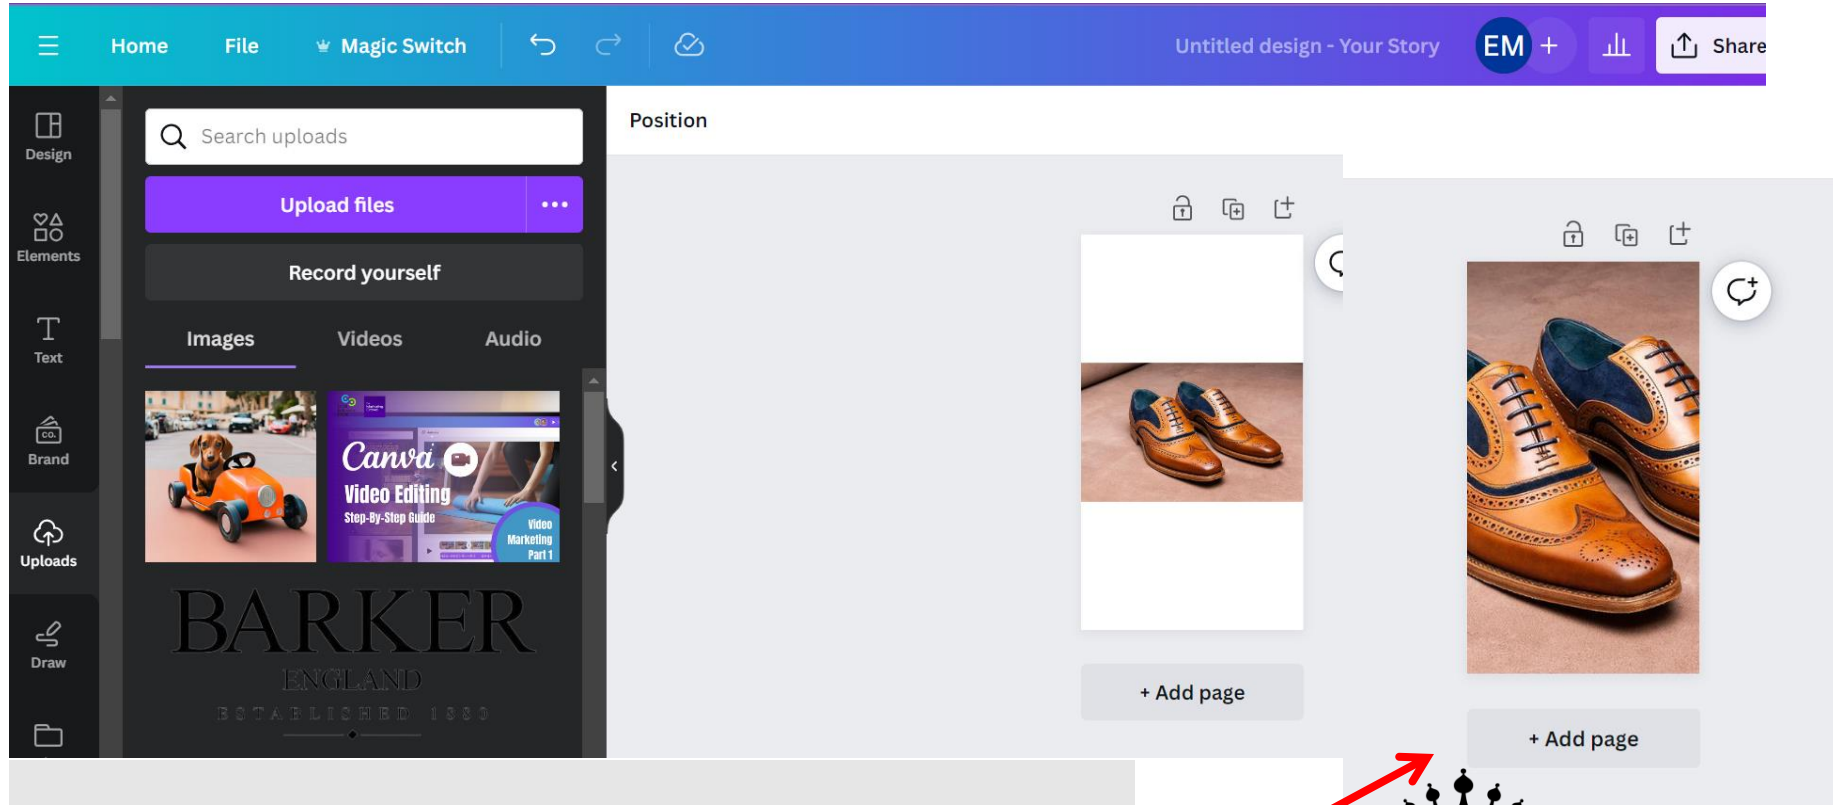 Home File Magic Switch Untitled design - Your Story EM + Share
Design
Elements
Text
CO.
Brand
Uploads
Draw
Search uploads
Upload files
Record yourself
Images Videos Audio
Canva
Video Editing
Step-By-Step Guide
Video
Marketing
Part 1
BARKER
ENGLAND
ESTABLISHED 1880
Position
+ Add page
+ Add page